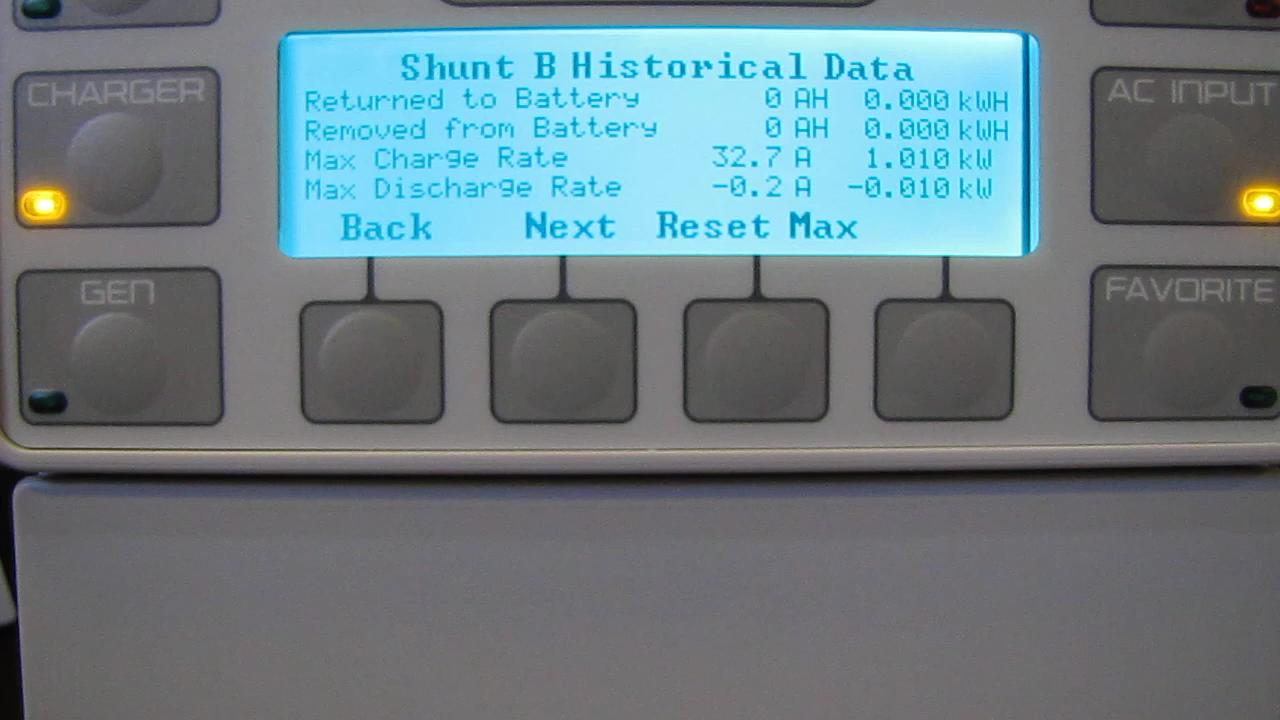 CHARGER
GEN
Shunt B Historical Data
Returned to Battery 0 AH 0.000 kWH
Removed from Battery 0 AH 0.000 kWH
Max Charge Rate 32.7 A 1.010 kW
Max Discharge Rate -0.2 A -0.010 kW
Back Next Reset Max
AC INPUT
FAVORITE